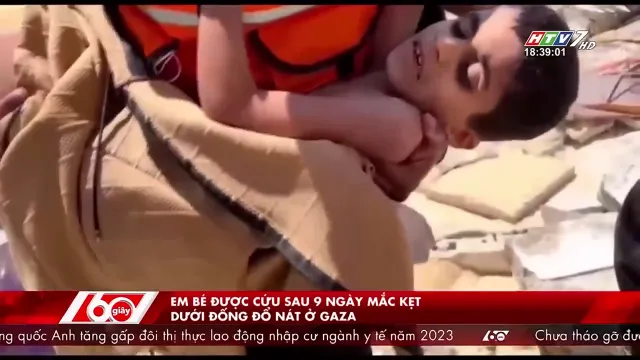 HTV7 HD
18:39:01
60 giây
EM BÉ ĐƯỢC CỨU SAU 9 NGÀY MẮC KẸT
DƯỚI ĐỐNG ĐỔ NÁT Ở GAZA
ng quốc Anh tăng gấp đôi thị thực lao động nhập cư ngành y tế năm 2023 60 Chưa tháo gỡ đư